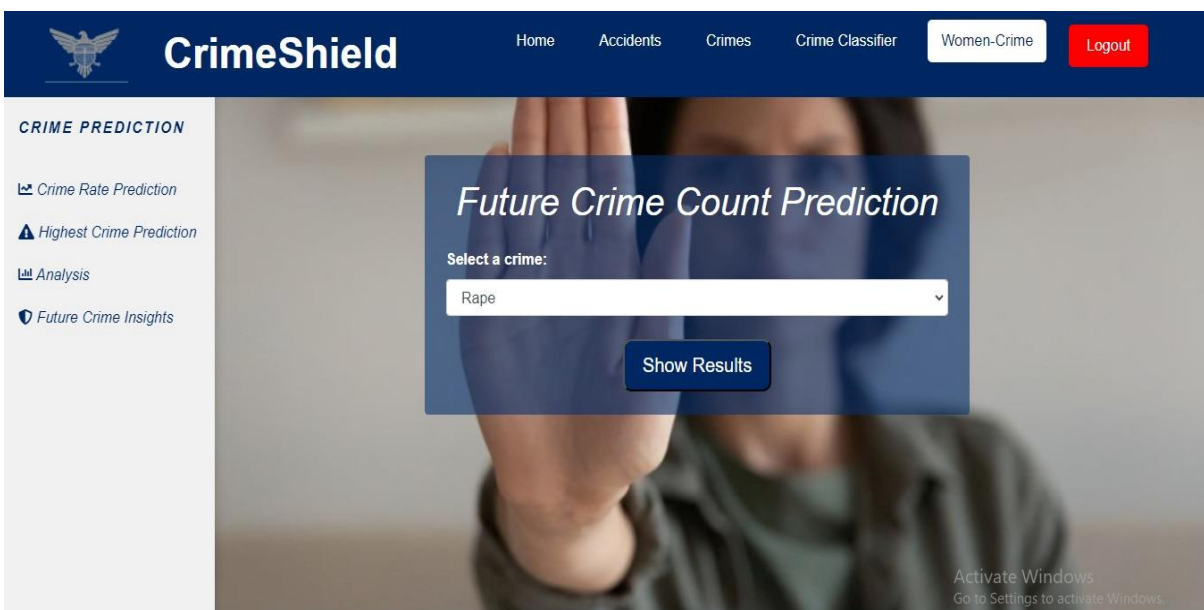 CrimeShield
Home Accidents Crimes Crime Classifier Women-Crime Logout
CRIME PREDICTION
Crime Rate Prediction
Highest Crime Prediction
Analysis
Future Crime Insights
Future Crime Count Prediction
Select a crime:
Rape
Show Results
Activate Windows
Go to Settings to activate Windows.